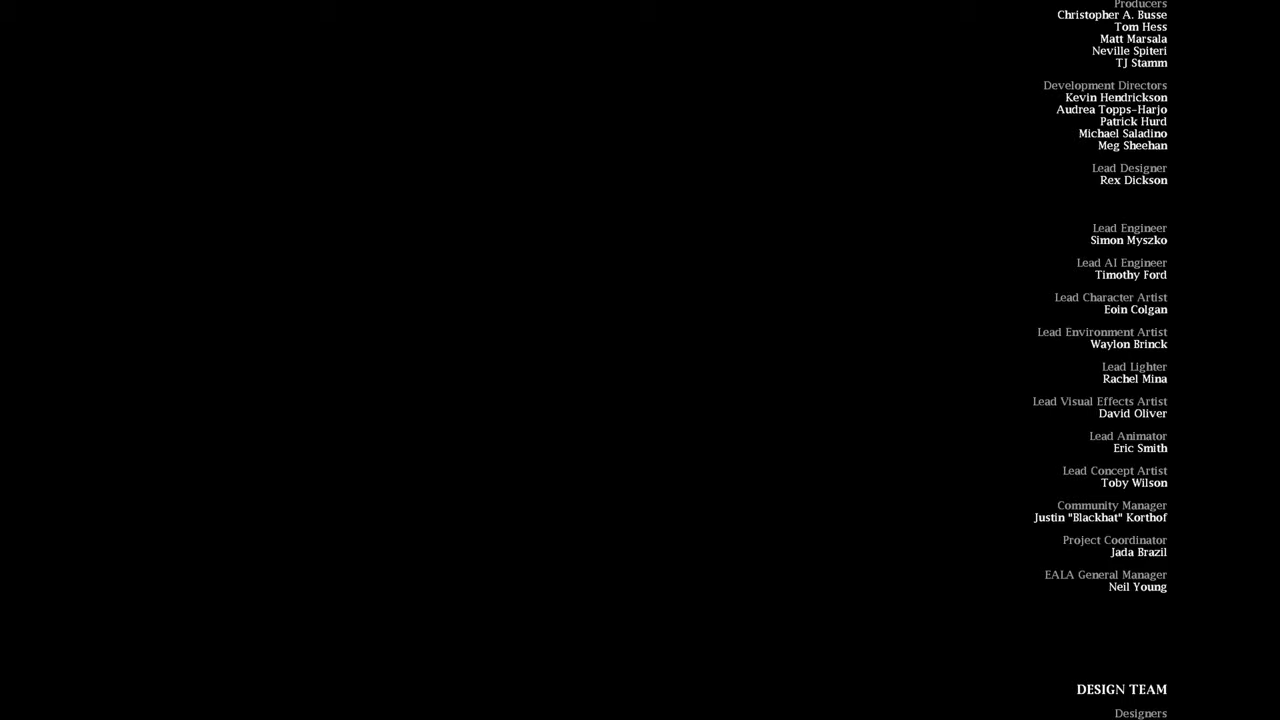 Producers
Christopher A. Busse
Tom Hess
Matt Marsala
Neville Spiteri
TJ Stamm
Development Directors
Kevin Hendrickson
Audrea Topps-Harjo
Patrick Hurd
Michael Saladino
Meg Sheehan
Lead Designer
Rex Dickson
Lead Engineer
Simon Myszko
Lead AI Engineer
Timothy Ford
Lead Character Artist
Eoin Colgan
Lead Environment Artist
Waylon Brinck
Lead Lighter
Rachel Mina
Lead Visual Effects Artist
David Oliver
Lead Animator
Eric Smith
Lead Concept Artist
Toby Wilson
Community Manager
Justin "Blackhat" Korthof
Project Coordinator
Jada Brazil
EALA General Manager
Neil Young
DESIGN TEAM
Designers